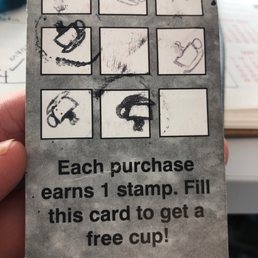 Each purchase
earns 1 stamp. Fill
this card to get a
free cup!